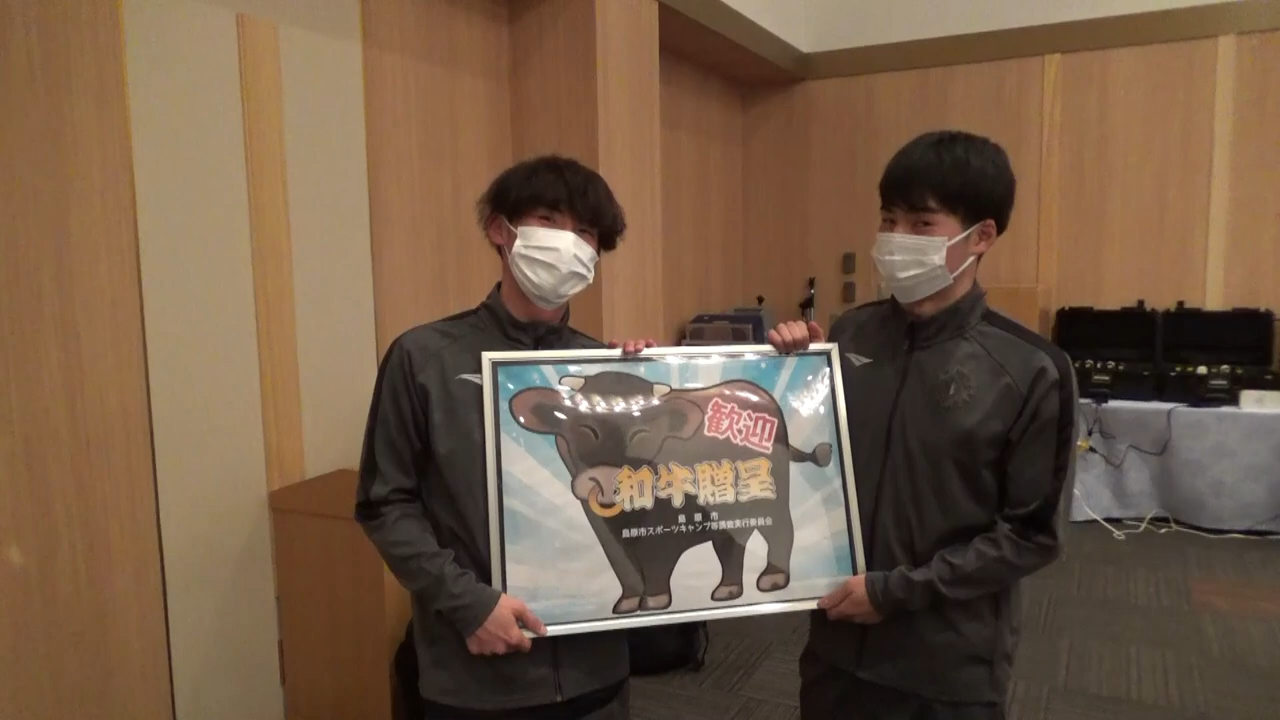 歓迎
和牛贈呈
島原市
島原市スポーツキャンプ等誘致実行委員会